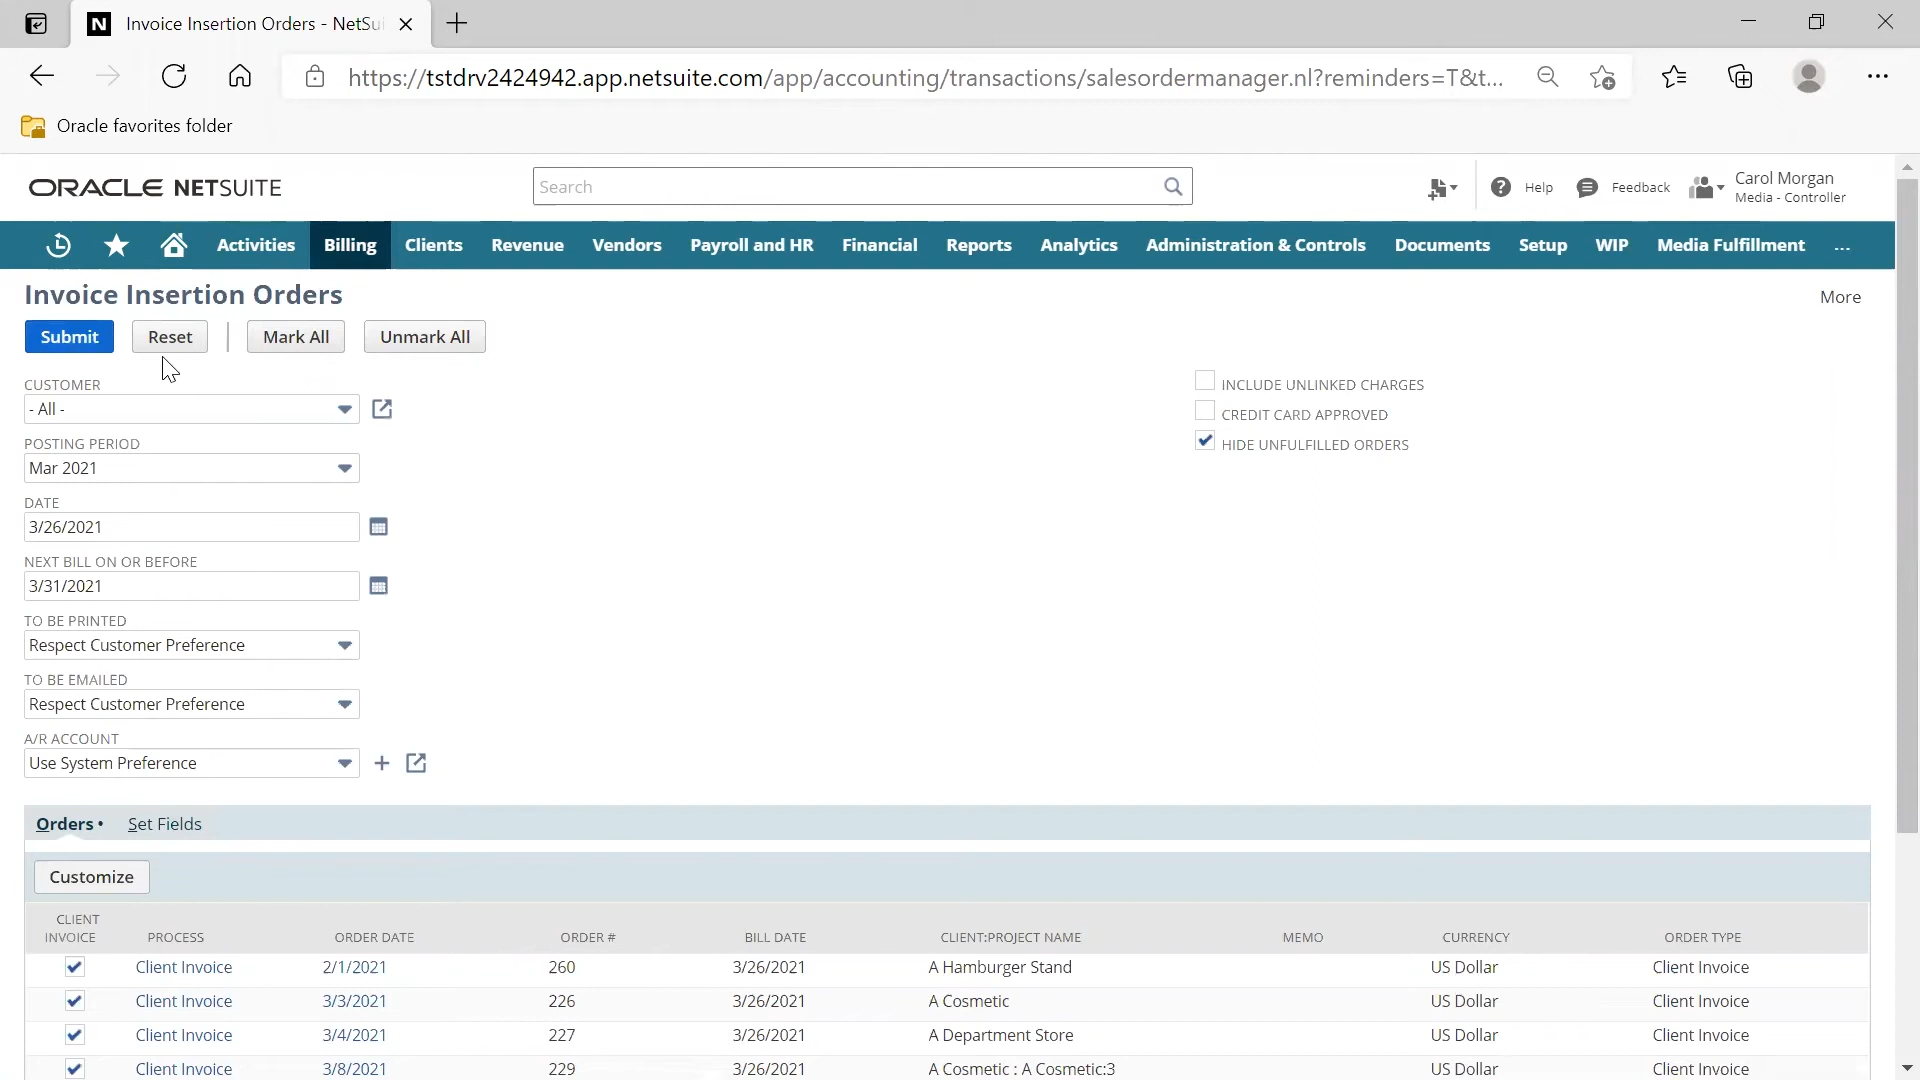 Invoice Insertion Orders - NetSui
https://tstdrv2424942.app.netsuite.com/app/accounting/transactions/salesordermanager.nl?reminders=T&t...
Oracle favorites folder
ORACLE NETSUITE
Search
Help
Feedback
Carol Morgan
Media - Controller
Activities Billing Clients Revenue Vendors Payroll and HR Financial Reports Analytics Administration & Controls Documents Setup WIP Media Fulfillment ...
Invoice Insertion Orders
More
Submit Reset Mark All Unmark All
CUSTOMER
- All -
POSTING PERIOD
Mar 2021
DATE
3/26/2021
NEXT BILL ON OR BEFORE
3/31/2021
TO BE PRINTED
Respect Customer Preference
TO BE EMAILED
Respect Customer Preference
A/R ACCOUNT
Use System Preference
INCLUDE UNLINKED CHARGES
CREDIT CARD APPROVED
HIDE UNFULFILLED ORDERS
Orders • Set Fields
Customize
CLIENT INVOICE PROCESS ORDER DATE ORDER # BILL DATE CLIENT:PROJECT NAME MEMO CURRENCY ORDER TYPE
Client Invoice 2/1/2021 260 3/26/2021 A Hamburger Stand US Dollar Client Invoice
Client Invoice 3/3/2021 226 3/26/2021 A Cosmetic US Dollar Client Invoice
Client Invoice 3/4/2021 227 3/26/2021 A Department Store US Dollar Client Invoice
Client Invoice 3/8/2021 229 3/26/2021 A Cosmetic : A Cosmetic:3 US Dollar Client Invoice